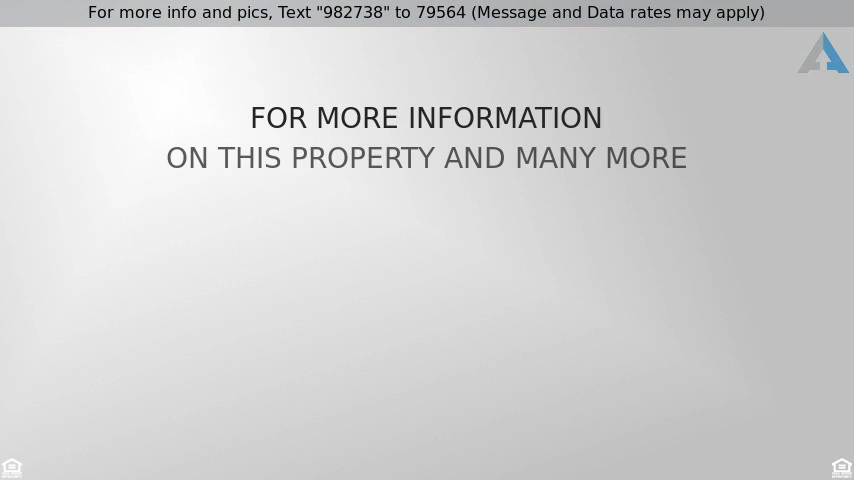 For more info and pics, Text "982738" to 79564 (Message and Data rates may apply)
FOR MORE INFORMATION
ON THIS PROPERTY AND MANY MORE